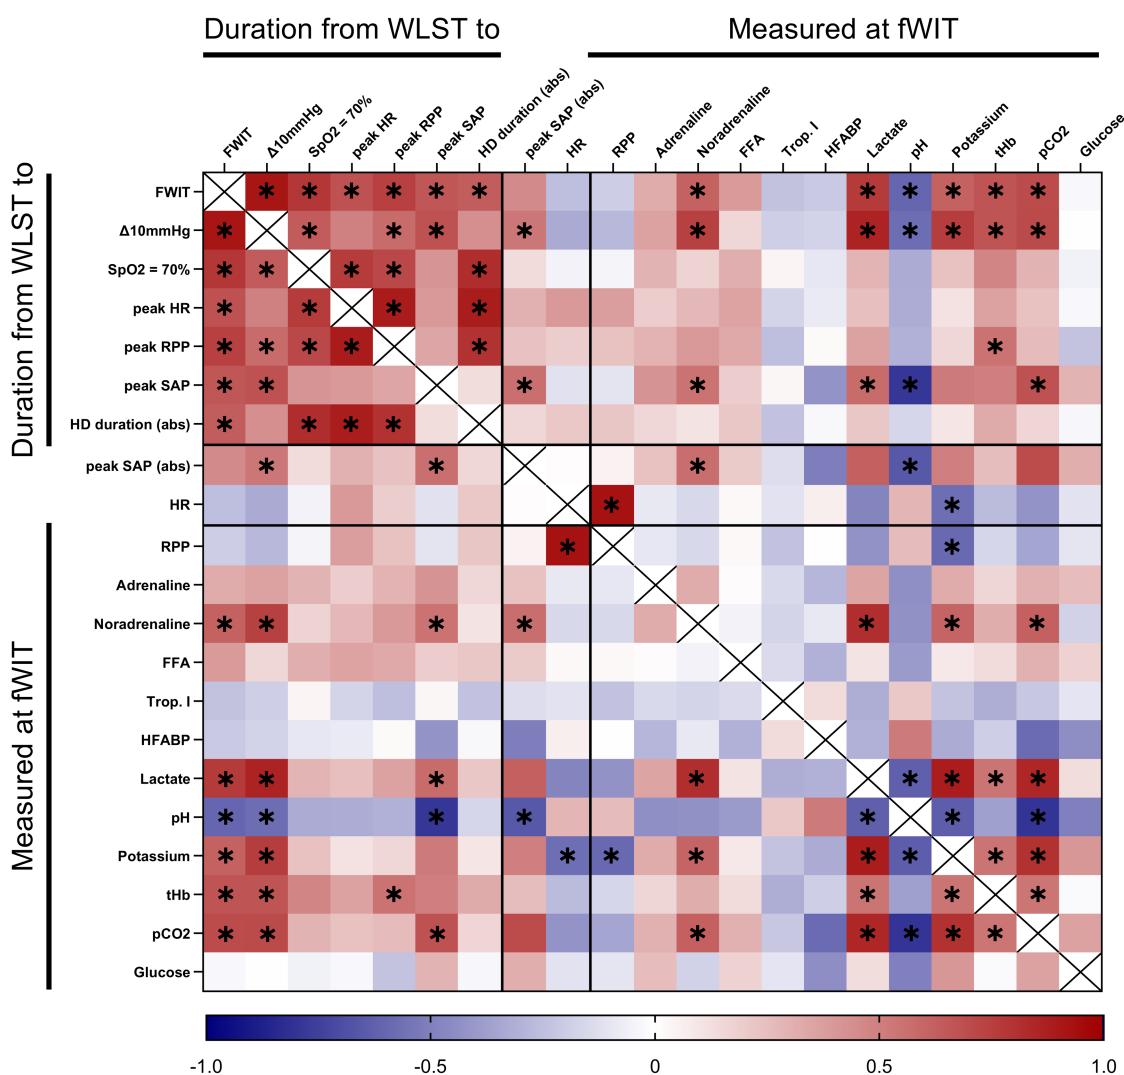 Duration from WLST to
Measured at fWIT
FWIT
Δ10mmHg
SpO2 = 70%
peak HR
peak RPP
peak SAP
HD duration (abs)
peak SAP (abs)
HR
RPP
Adrenaline
Noradrenaline
FFA
Trop. I
HFABP
Lactate
pH
Potassium
tHb
pCO2
Glucose
Duration from WLST to
FWIT
Δ10mmHg
SpO2 = 70%
peak HR
peak RPP
peak SAP
HD duration (abs)
peak SAP (abs)
HR
Measured at fWIT
RPP
Adrenaline
Noradrenaline
FFA
Trop. I
HFABP
Lactate
pH
Potassium
tHb
pCO2
Glucose
-1.0
-0.5
0
0.5
1.0